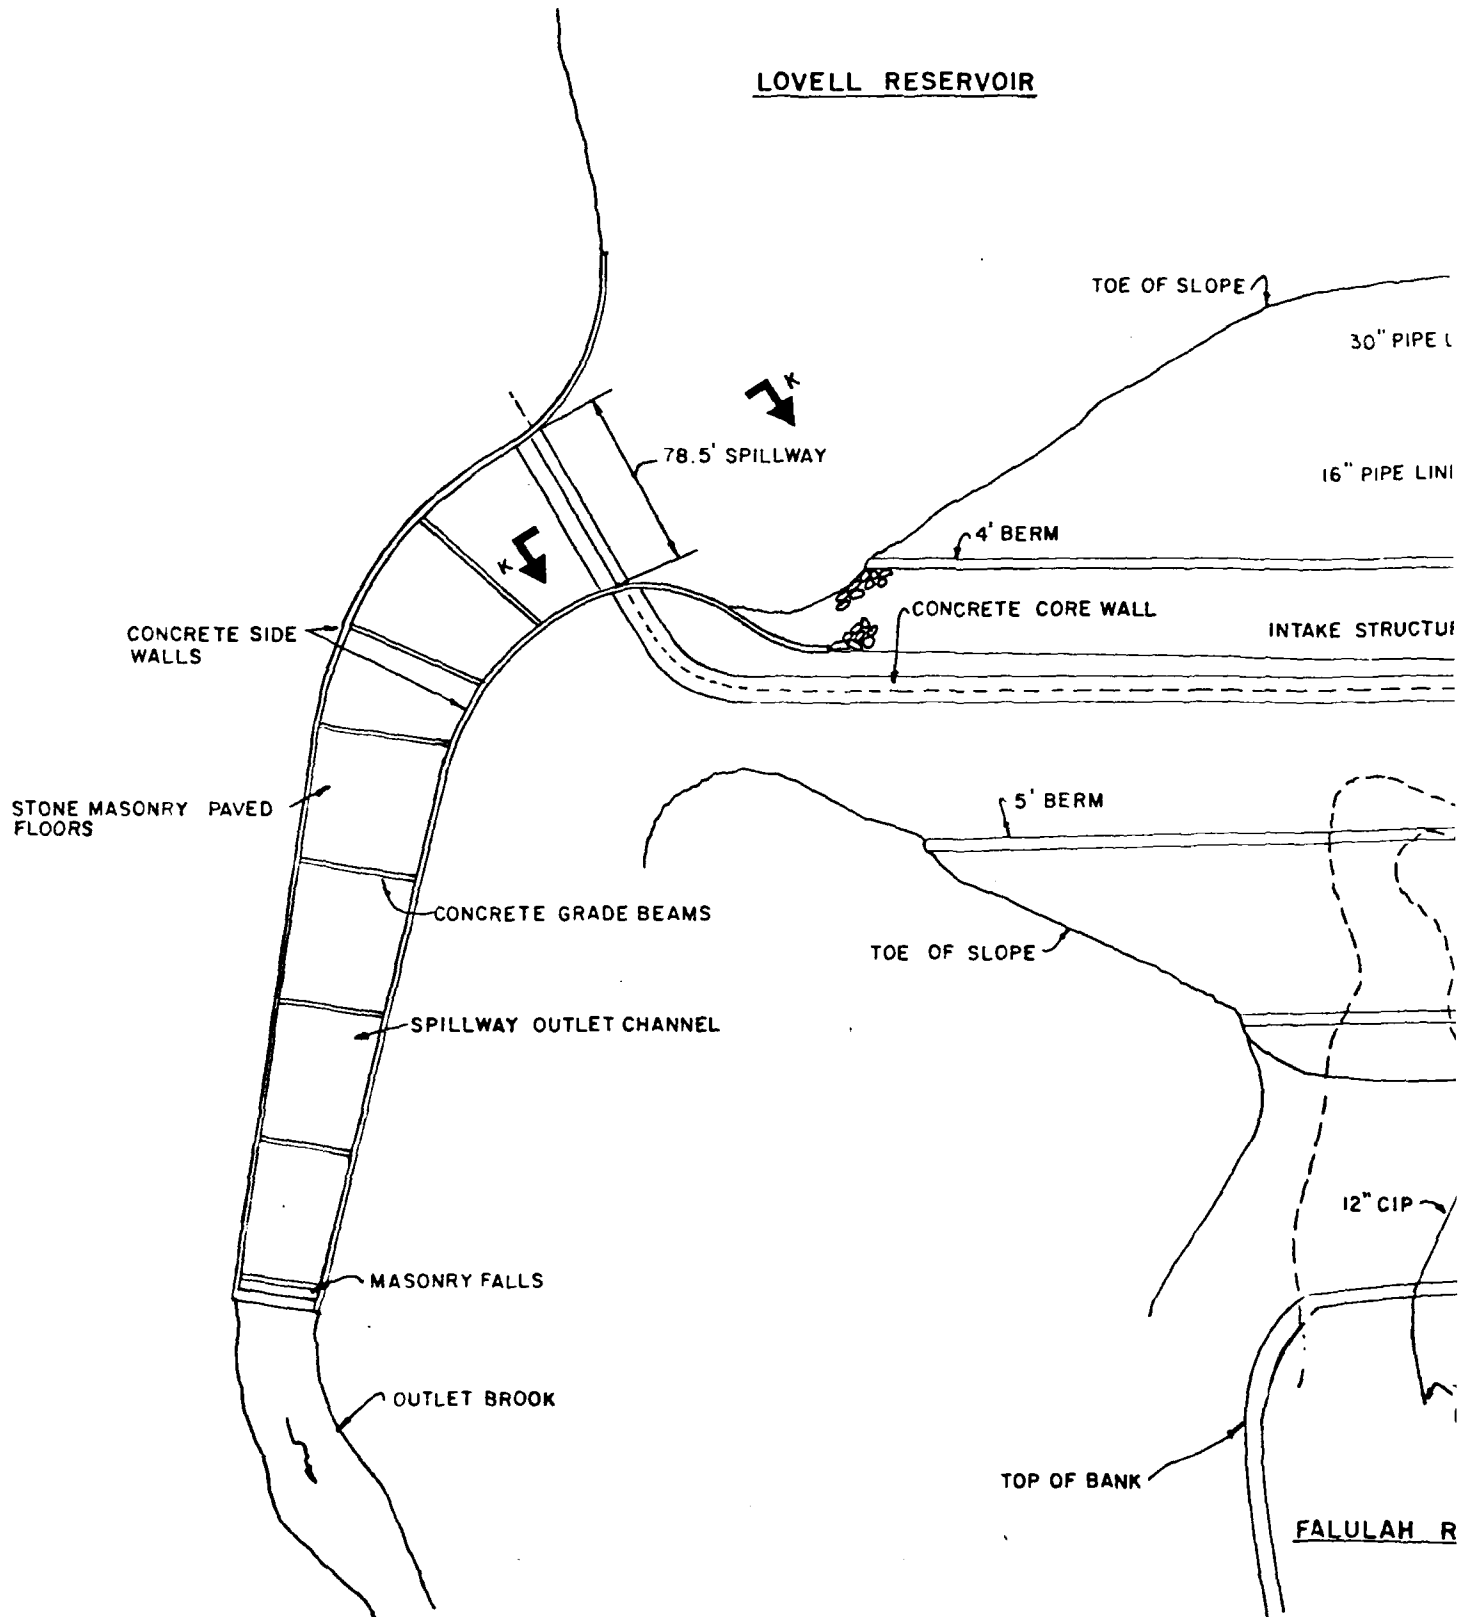 LOVELL RESERVOIR
TOE OF SLOPE
30" PIPE L
K
78.5' SPILLWAY
16" PIPE LINI
4' BERM
K
CONCRETE CORE WALL
CONCRETE SIDE
WALLS
INTAKE STRUCTUR
STONE MASONRY PAVED
FLOORS
5' BERM
CONCRETE GRADE BEAMS
TOE OF SLOPE
SPILLWAY OUTLET CHANNEL
12" CIP
MASONRY FALLS
OUTLET BROOK
TOP OF BANK
FALULAH R